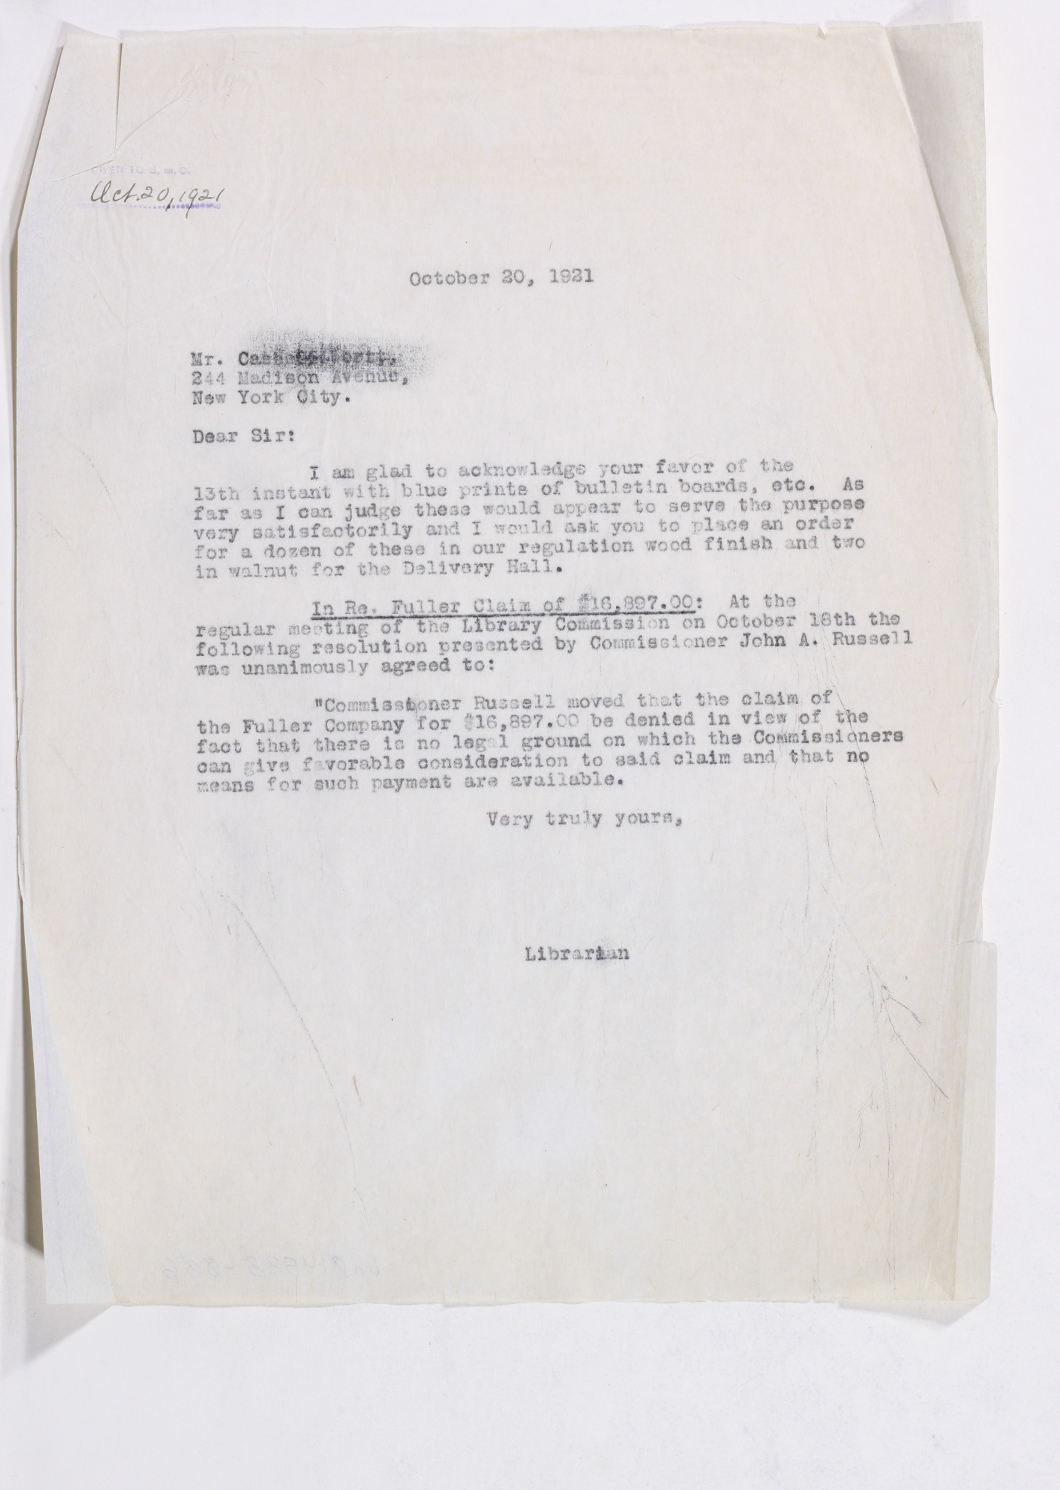 Oct. 20, 1921
October 20, 1921
Mr. Cass Gilbert,
244 Madison Avenue,
New York City.
Dear Sir:
I am glad to acknowledge your favor of the
13th instant with blue prints of bulletin boards, etc. As
far as I can judge these would appear to serve the purpose
very satisfactorily and I would ask you to place an order
for a dozen of these in our regulation wood finish and two
in walnut for the Delivery Hall.
In Re. Fuller Claim of $16,897.00: At the
regular meeting of the Library Commission on October 18th the
following resolution presented by Commissioner John A. Russell
was unanimously agreed to:
"Commissioner Russell moved that the claim of
the Fuller Company for $16,897.00 be denied in view of the
fact that there is no legal ground on which the Commissioners
can give favorable consideration to said claim and that no
means for such payment are available.
Very truly yours,
Librarian